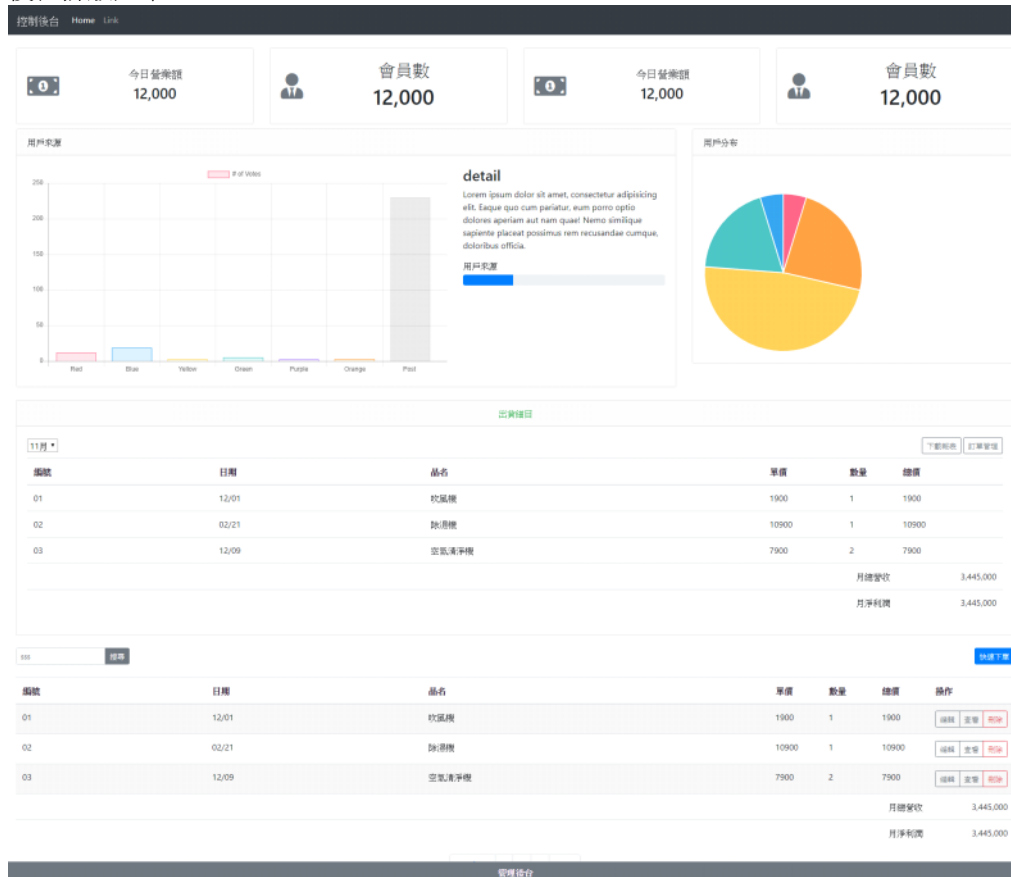 控制後台 Home Link
今日營業額
12,000
會員數
12,000
今日營業額
12,000
會員數
12,000
用戶來源
# of Votes
250
200
150
100
50
0
Red Blue Yellow Green Purple Orange Pool
detail
Lorem ipsum dolor sit amet, consectetur adipisicing
elit. Eaque quo cum pariatur, eum porro optio
dolores aperiam aut nam quae! Nemo similique
sapiente placeat possimus rem recusandae cumque,
doloribus officia.
用戶來源
用戶分布
出貨細目
11月
下載報表 訂單管理
編號 日期 品名 單價 數量 總價
01 12/01 吹風機 1900 1 1900
02 02/21 除濕機 10900 1 10900
03 12/09 空氣清淨機 7900 2 7900
月總營收 3,445,000
月淨利潤 3,445,000
搜尋
快速下單
編號 日期 品名 單價 數量 總價 操作
01 12/01 吹風機 1900 1 1900 編輯 查看 刪除
02 02/21 除濕機 10900 1 10900 編輯 查看 刪除
03 12/09 空氣清淨機 7900 2 7900 編輯 查看 刪除
月總營收 3,445,000
月淨利潤 3,445,000
管理後台